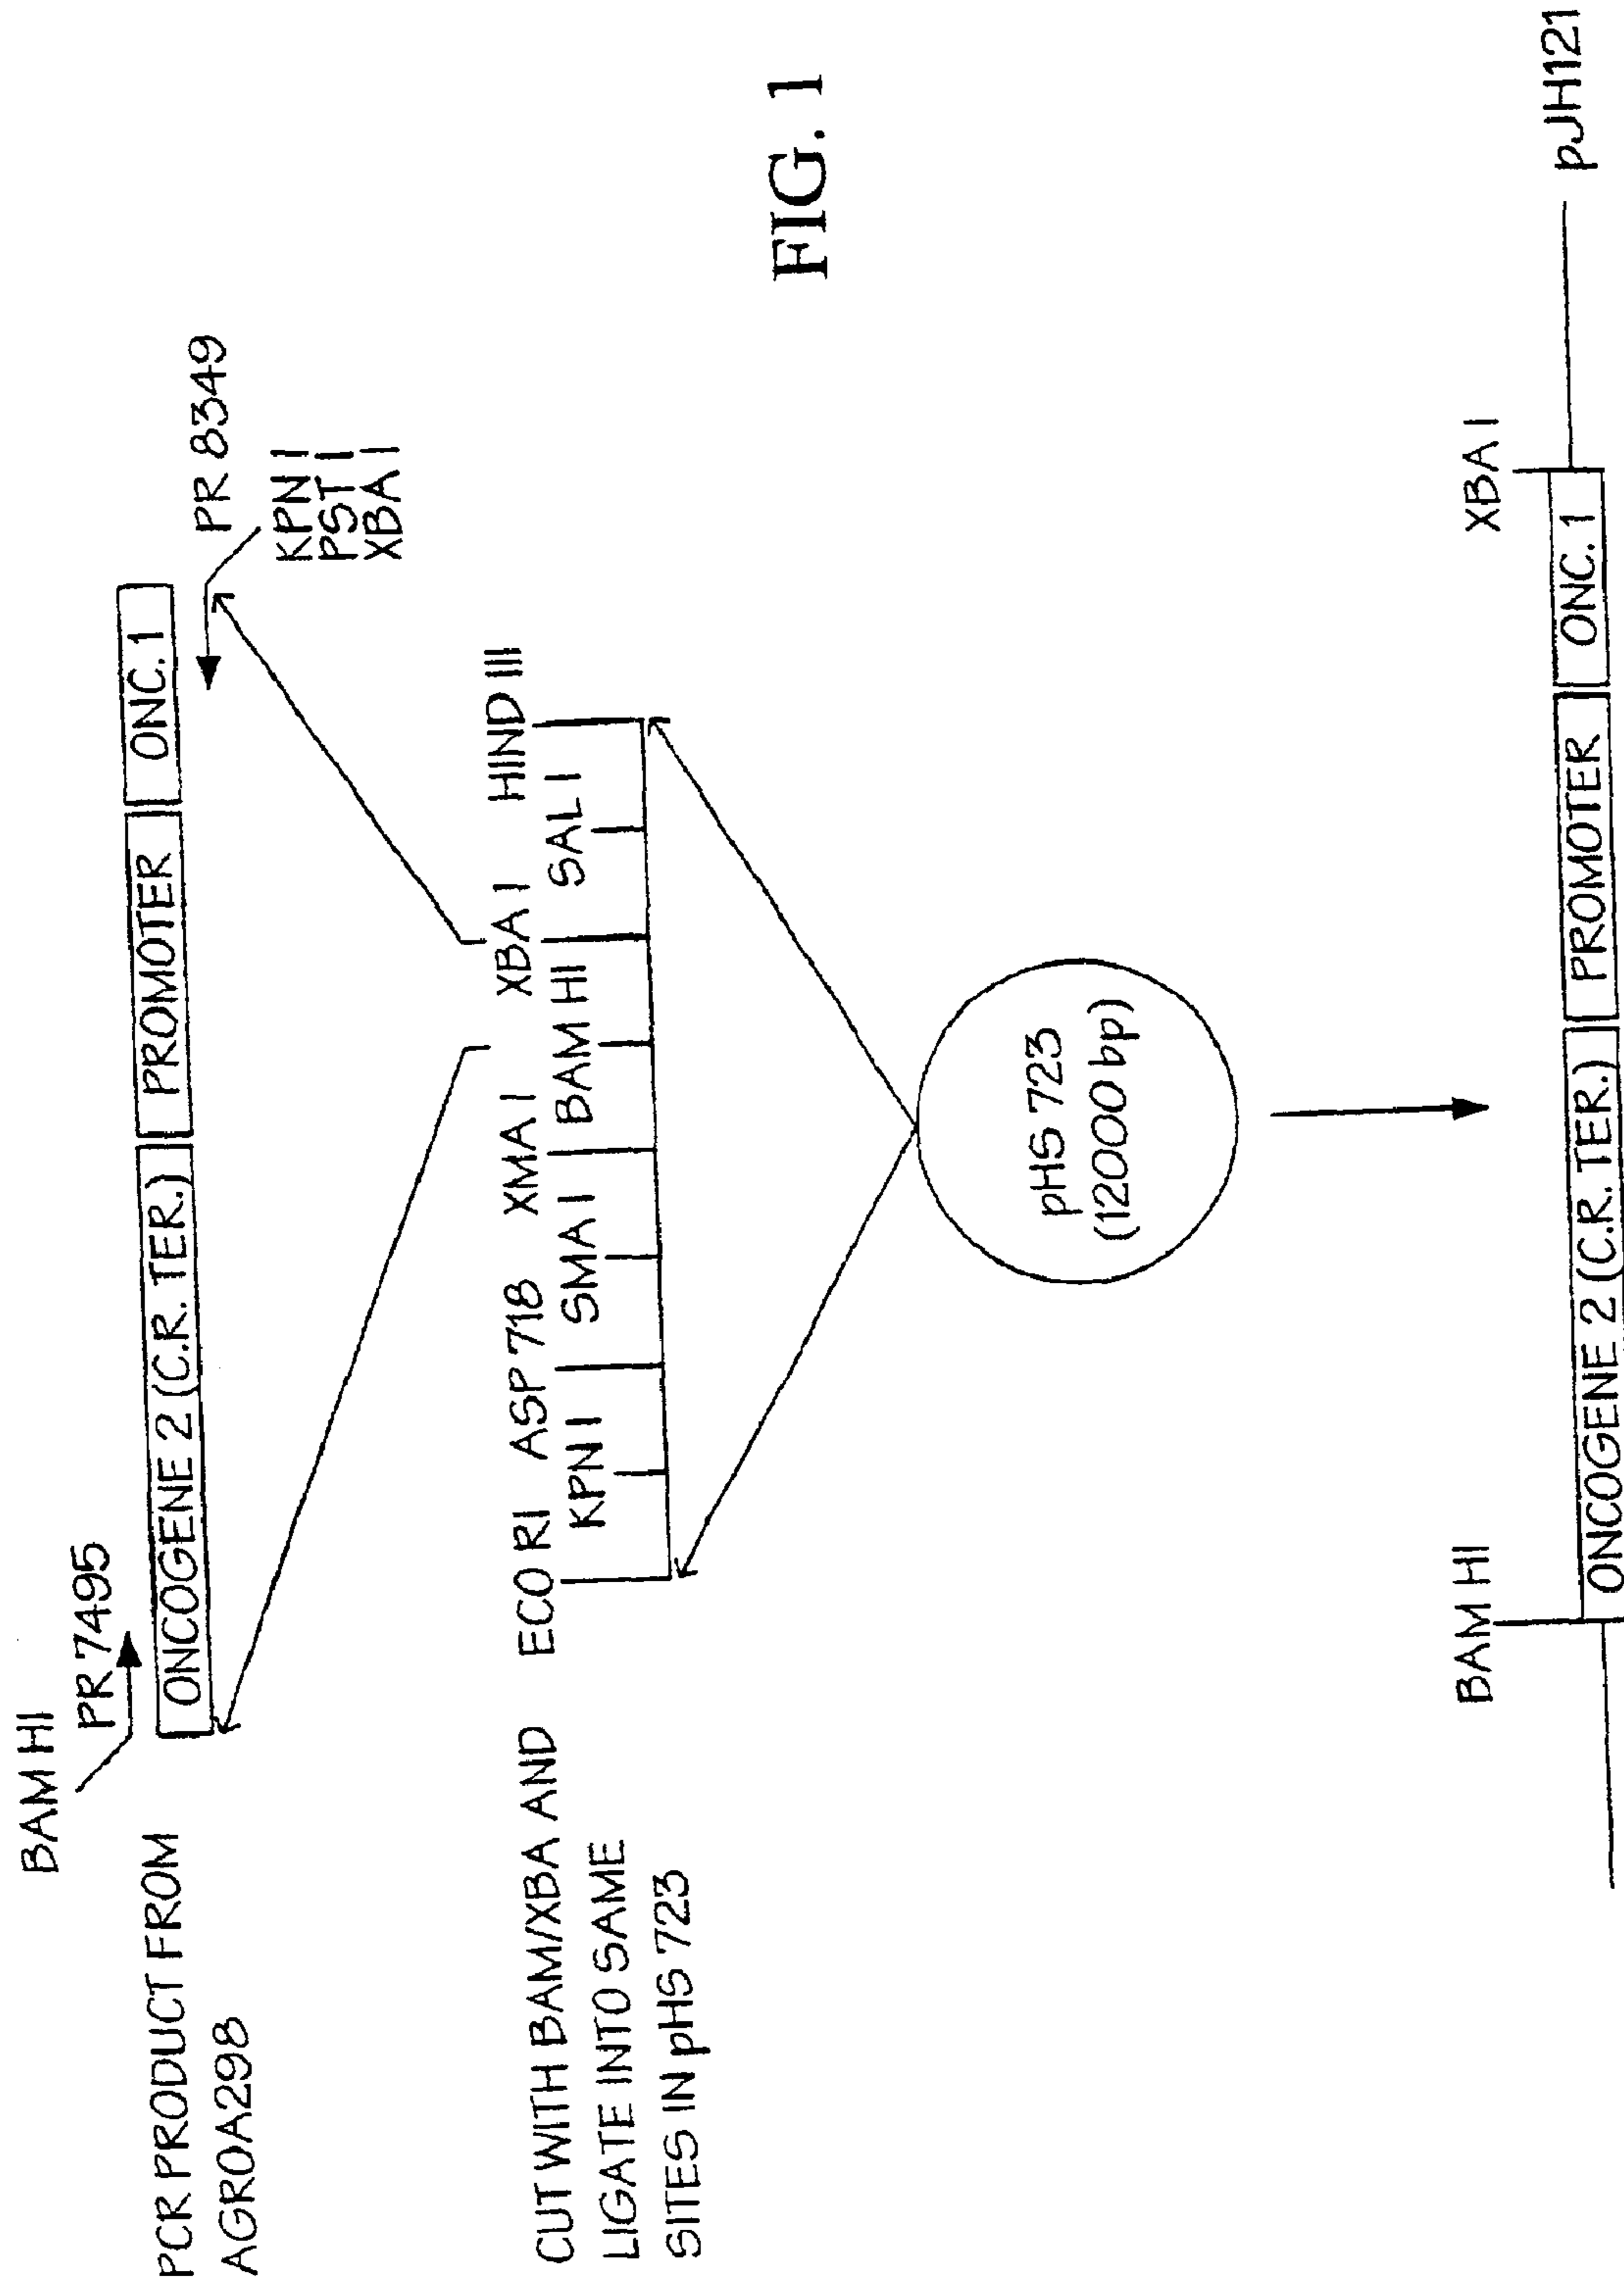 BAM HI
PR 7495
PCR PRODUCT FROM
AGROA298
ONCOGENE 2 (C.R. TER.) PROMOTER ONC. 1
PR 8349
KPN I
PST I
XBA I
CUT WITH BAM/XBA AND
LIGATE INTO SAME
SITES IN pHS 723
ECO RI ASP 718 XMA I XBA I HIND III
KPN I SMA I BAM HI SAL I
pHS 723
(12000 bp)
FIG. 1
BAM HI XBA I
ONCOGENE 2 (C.R. TER.) PROMOTER ONC. 1
pJH121